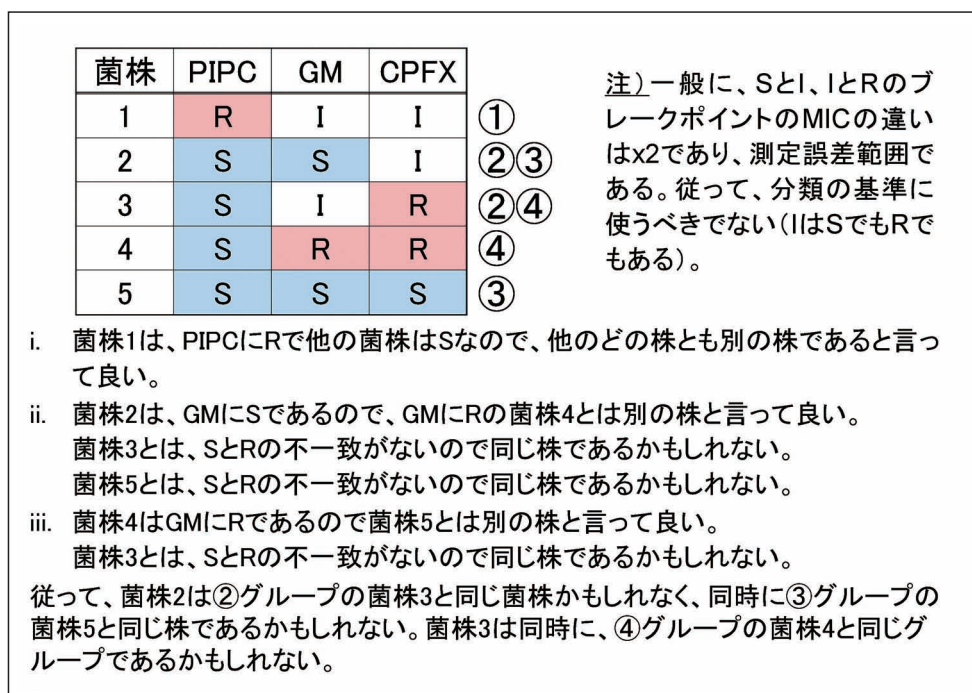 菌株 PIPC GM CPFX
1 R I I ①
2 S S I ②③
3 S I R ②④
4 S R R ④
5 S S S ③
注)一般に、SとI、IとRのブ
レークポイントのMICの違い
はx2であり、測定誤差範囲で
ある。従って、分類の基準に
使うべきでない(IはSでもRで
もある)。
i. 菌株1は、PIPCにRで他の菌株はSなので、他のどの株とも別の株であると言っ
て良い。
ii. 菌株2は、GMにSであるので、GMにRの菌株4とは別の株と言って良い。
菌株3とは、SとRの不一致がないので同じ株であるかもしれない。
菌株5とは、SとRの不一致がないので同じ株であるかもしれない。
iii. 菌株4はGMにRであるので菌株5とは別の株と言って良い。
菌株3とは、SとRの不一致がないので同じ株であるかもしれない。
従って、菌株2は②グループの菌株3と同じ菌株かもしれなく、同時に③グループの
菌株5と同じ株であるかもしれない。菌株3は同時に、④グループの菌株4と同じグ
ループであるかもしれない。